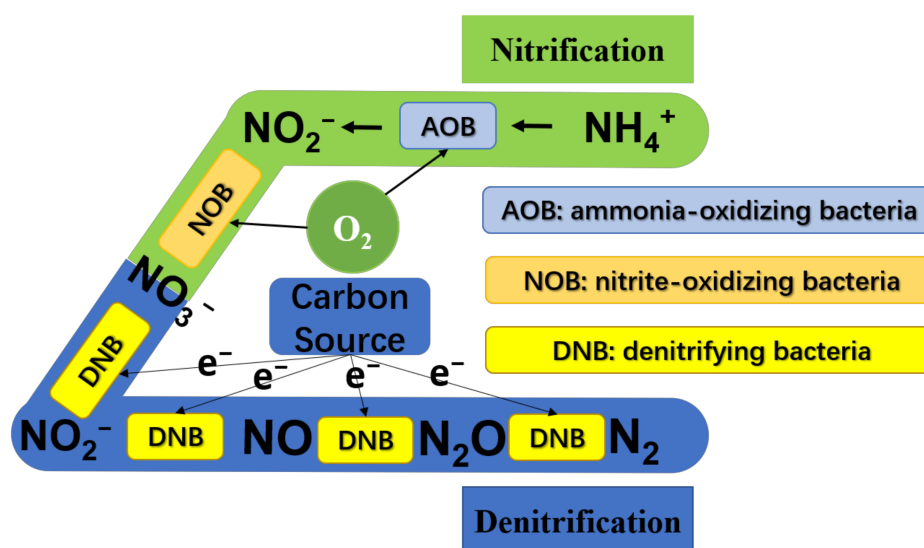 Nitrification
NO₂⁻ AOB NH₄⁺
AOB: ammonia-oxidizing bacteria
NOB
O₂
NOB: nitrite-oxidizing bacteria
NO₃⁻
Carbon
Source
DNB: denitrifying bacteria
DNB
e⁻ e⁻ e⁻ e⁻
NO₂⁻ DNB NO DNB N₂O DNB N₂
Denitrification